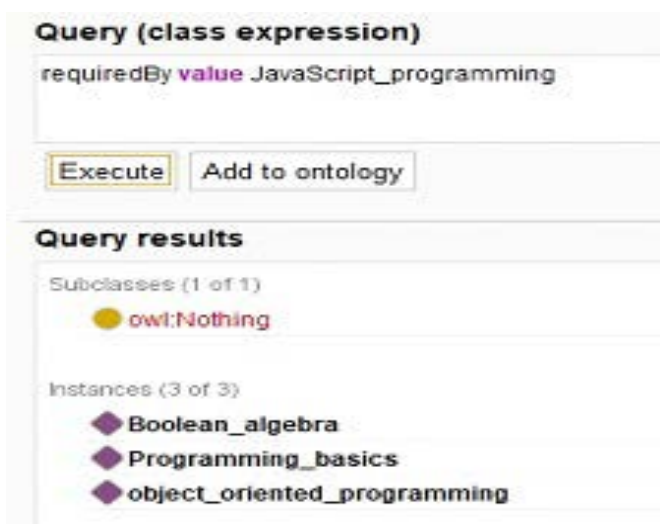 Query (class expression)
requiredBy value JavaScript_programming
Execute Add to ontology
Query results
Subclasses (1 of 1)
owl:Nothing
Instances (3 of 3)
Boolean_algebra
Programming_basics
object_oriented_programming